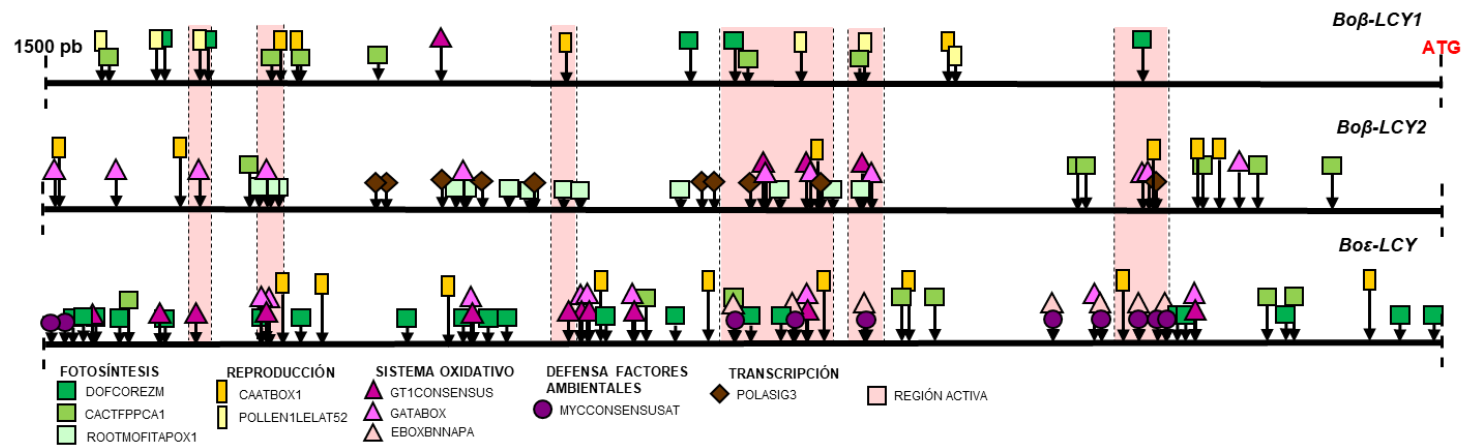 Boβ-LCY1
1500 pb
ATG
Boβ-LCY2
Boε-LCY
FOTOSÍNTESIS
DOFCOREZM
CACTFPPCA1
ROOTMOFITAPOX1
REPRODUCCIÓN
CAATBOX1
POLLEN1LELAT52
SISTEMA OXIDATIVO
GT1CONSENSUS
GATABOX
EBOXBNNAPA
DEFENSA FACTORES
AMBIENTALES
MYCCONSENSUSAT
TRANSCRIPCIÓN
POLASIG3
REGIÓN ACTIVA